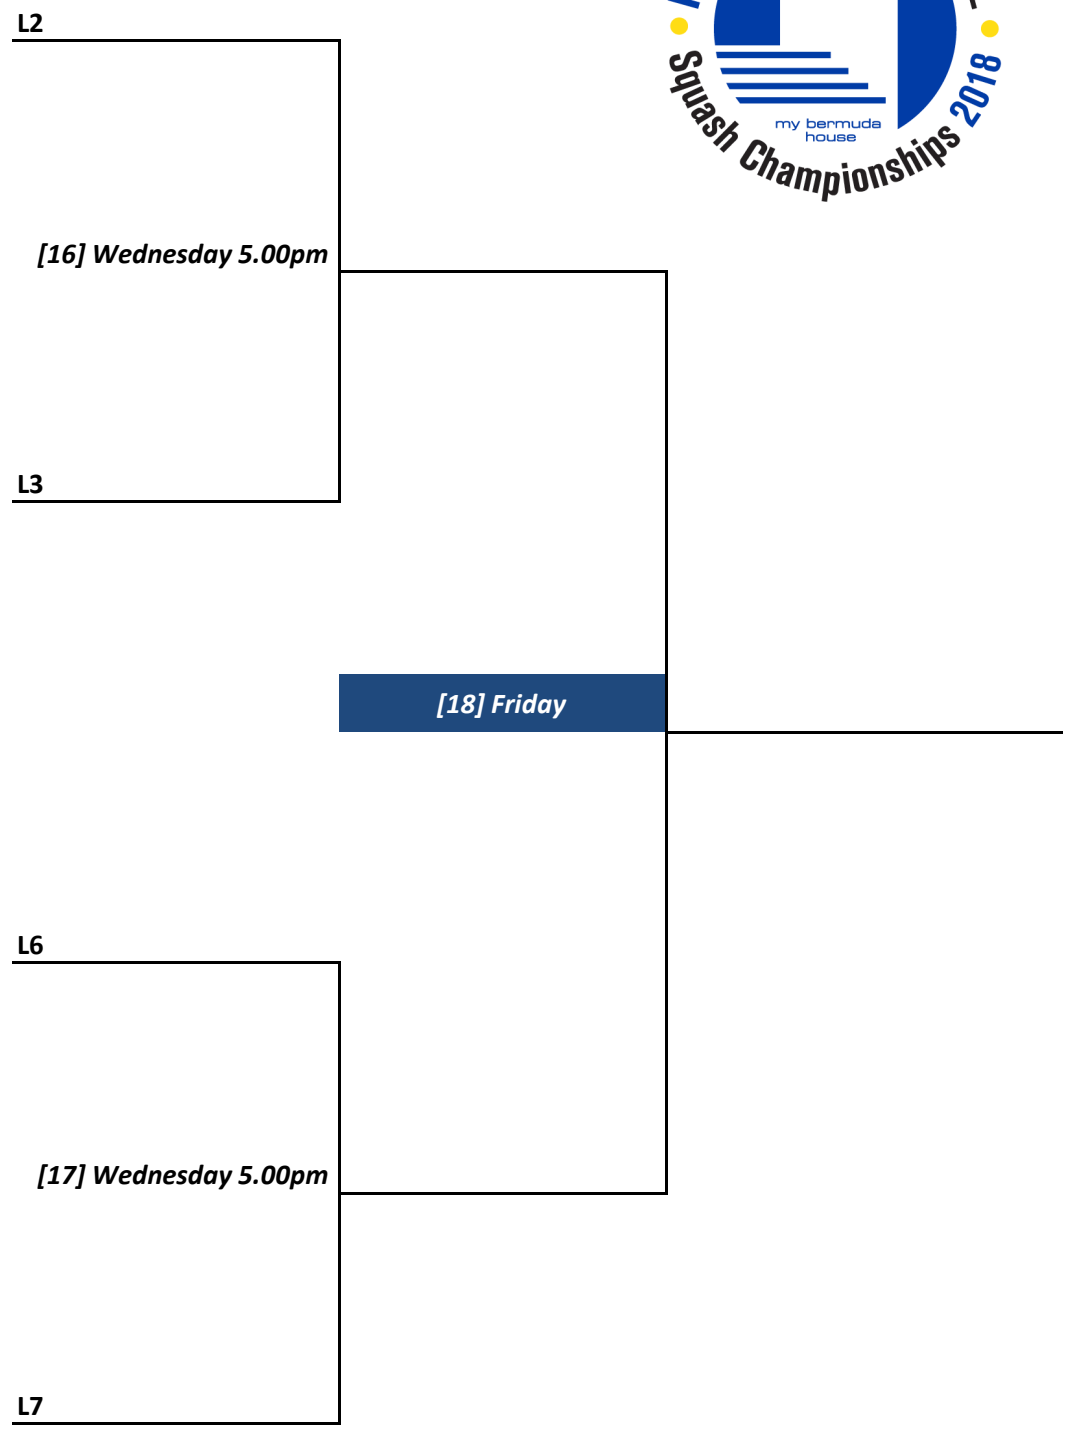 L2
Squash Championships 2018
my bermuda
house
[16] Wednesday 5.00pm
L3
[18] Friday
L6
[17] Wednesday 5.00pm
L7